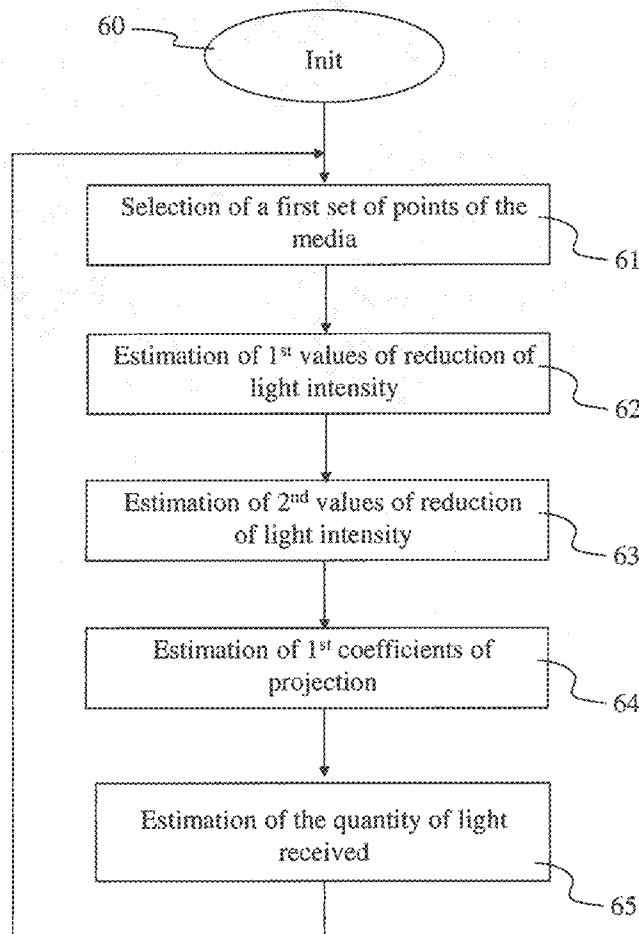 60
Init
Selection of a first set of points of the
media
61
Estimation of 1st values of reduction of
light intensity
62
Estimation of 2nd values of reduction
of light intensity
63
Estimation of 1st coefficients of
projection
64
Estimation of the quantity of light
received
65